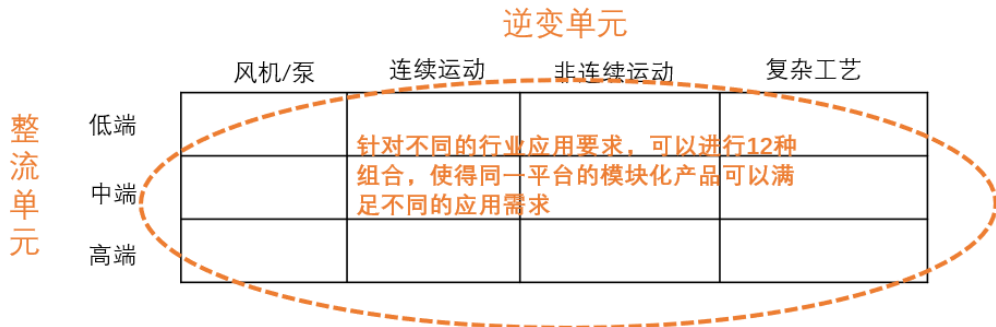 逆变单元
风机/泵 连续运动 非连续运动 复杂工艺
整流单元
低端
中端
高端
针对不同的行业应用要求，可以进行12种
组合，使得同一平台的模块化产品可以满
足不同的应用需求